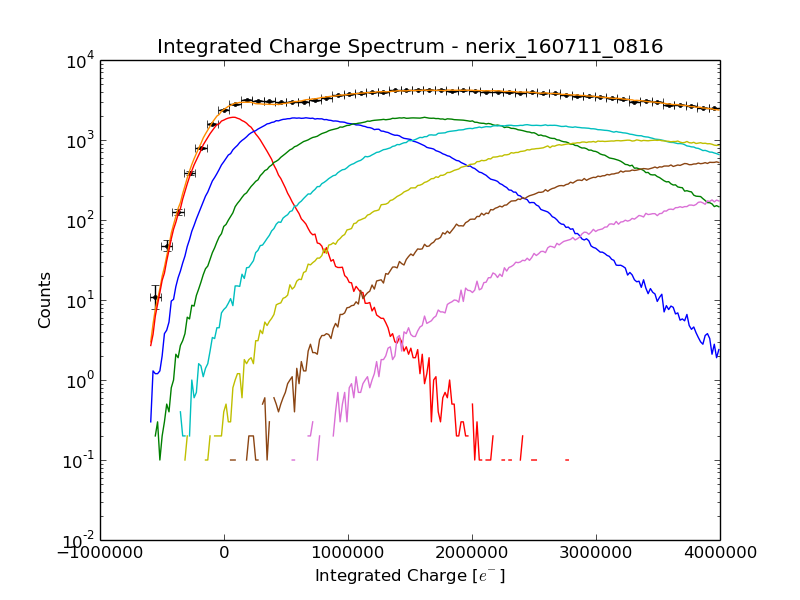 Integrated Charge Spectrum - nerix_160711_0816
10^4
10^3
10^2
10^1
10^0
10^-1
10^-2
Counts
−1000000 0 1000000 2000000 3000000 4000000
Integrated Charge [e^-]